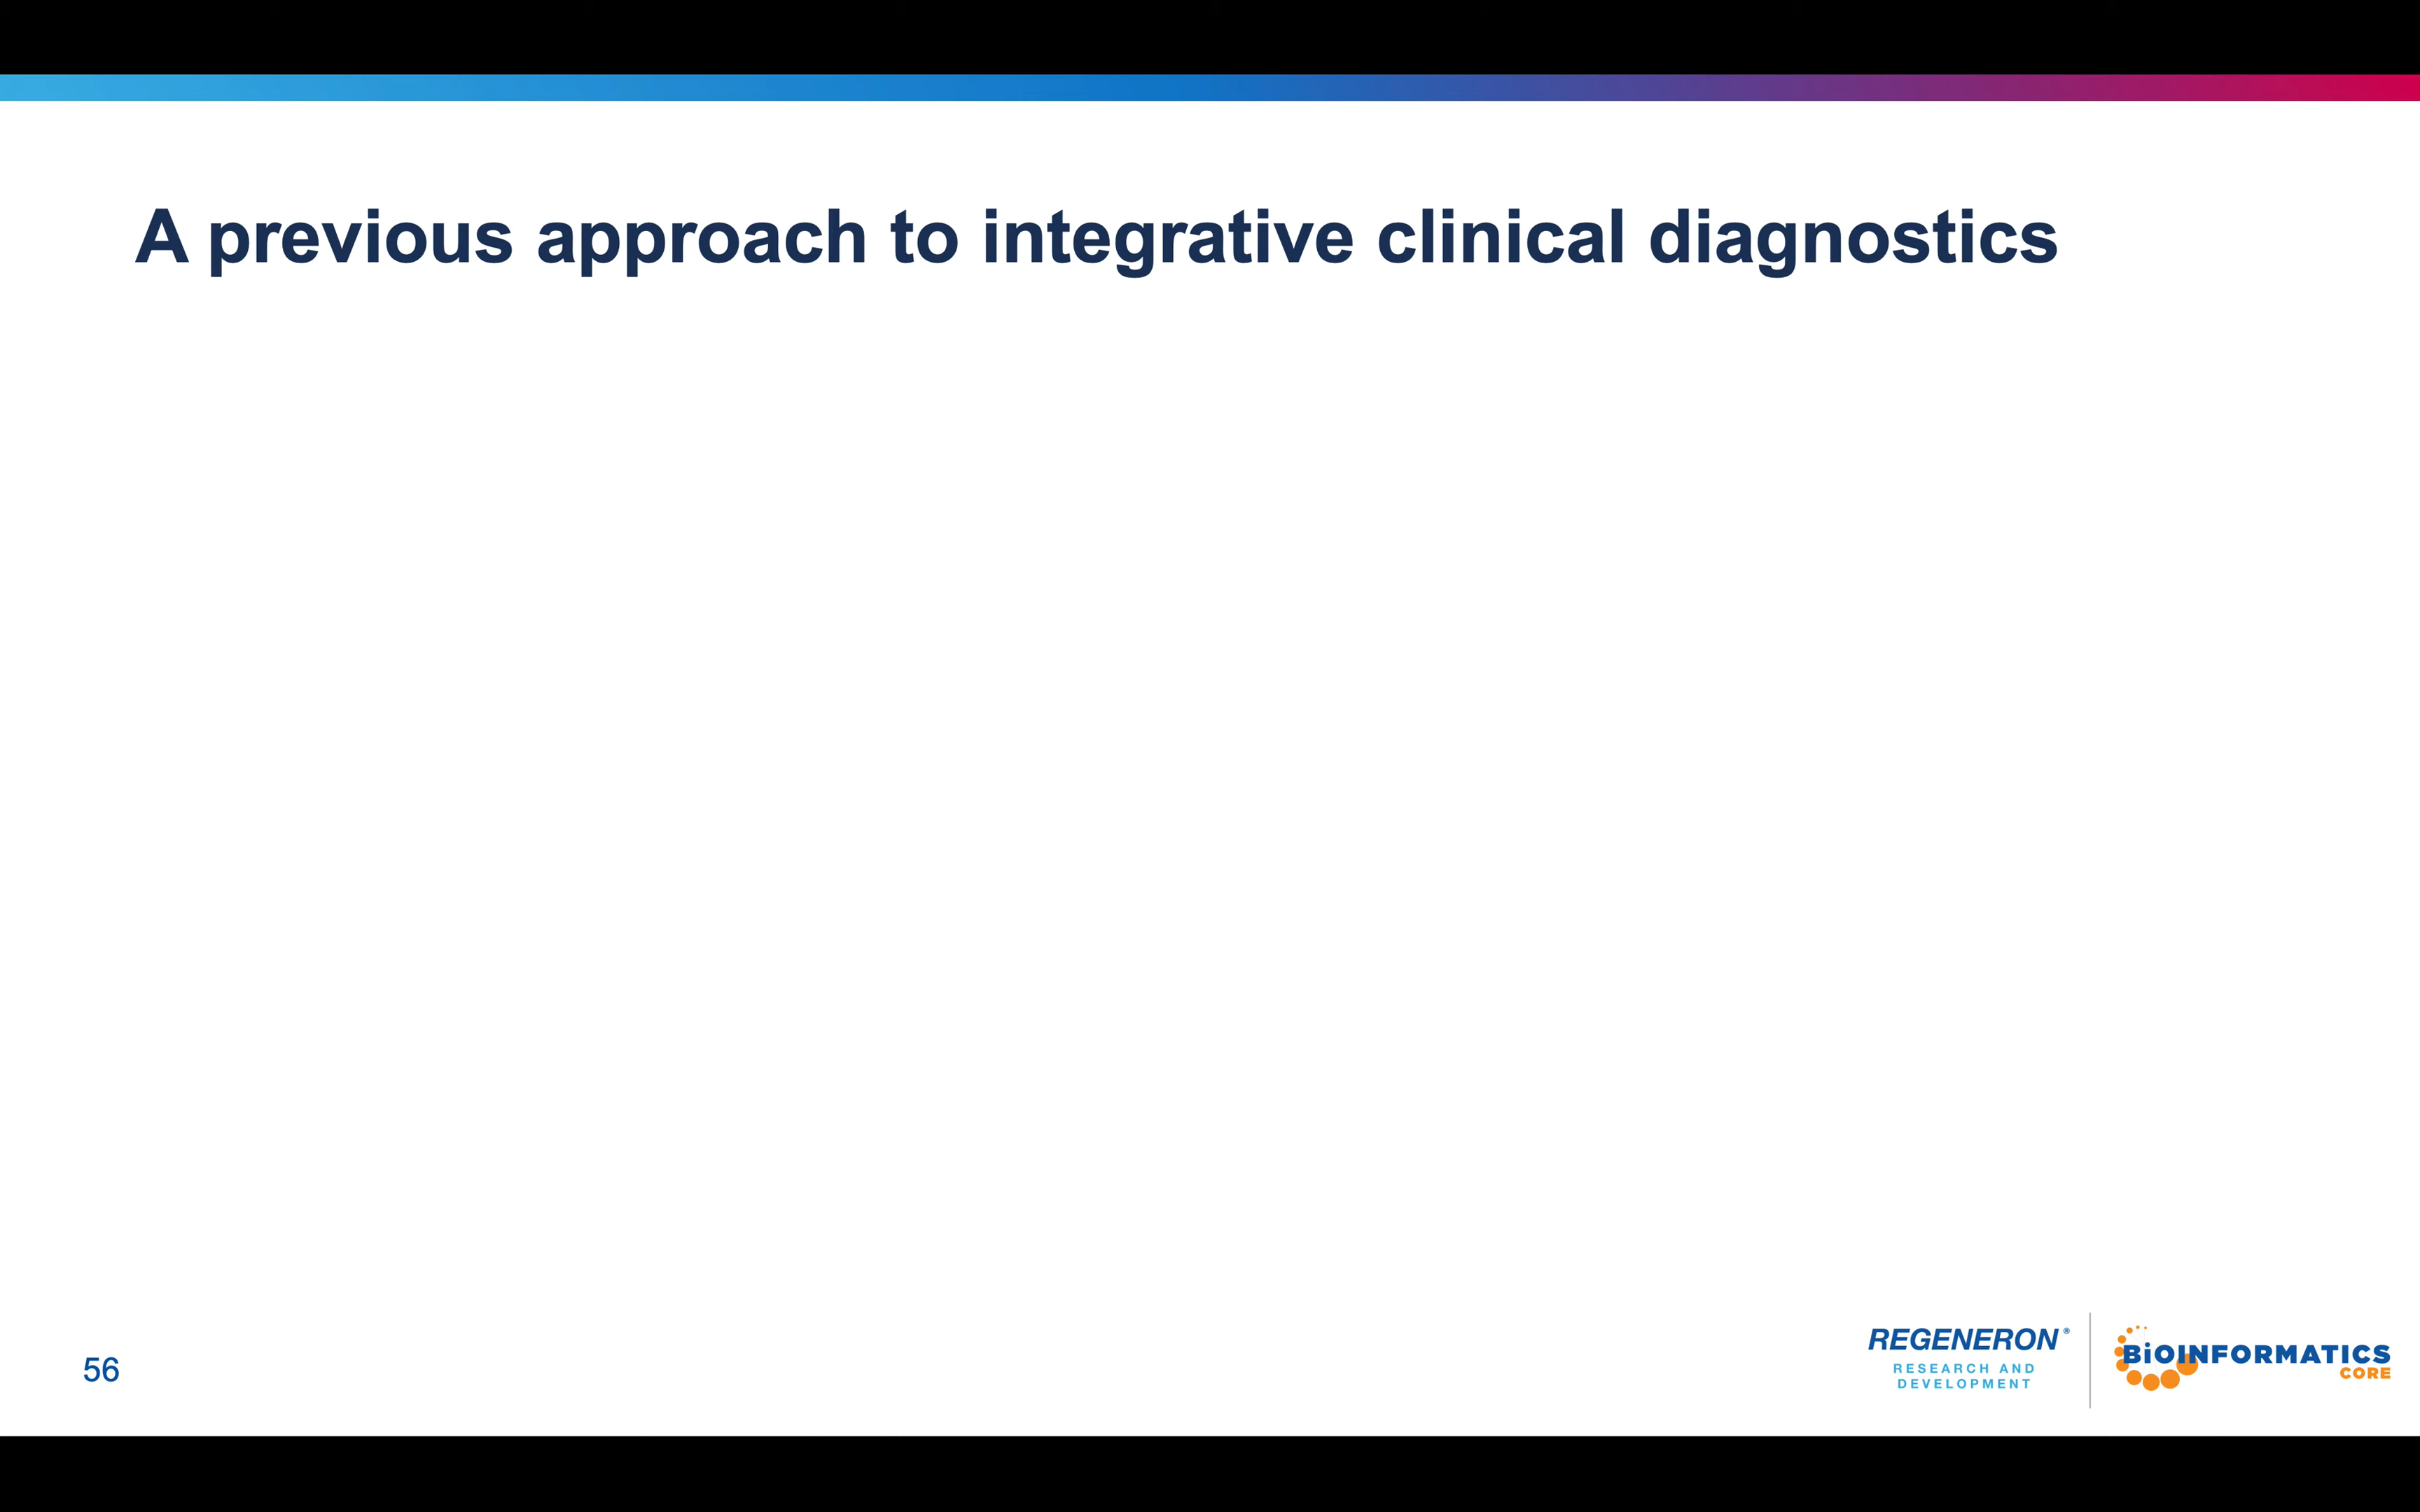 A previous approach to integrative clinical diagnostics
56
REGENERON®
RESEARCH AND
DEVELOPMENT
BiOINFORMATICS
CORE